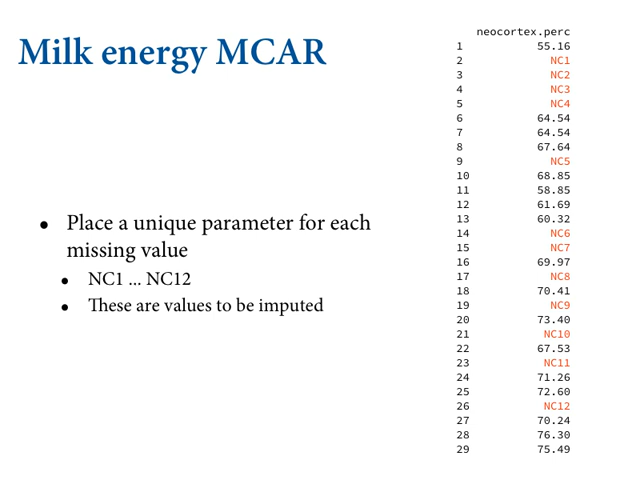 Milk energy MCAR
• Place a unique parameter for each
missing value
• NC1 ... NC12
• These are values to be imputed
neocortex.perc
1 55.16
2 NC1
3 NC2
4 NC3
5 NC4
6 64.54
7 64.54
8 67.64
9 NC5
10 68.85
11 58.85
12 61.69
13 60.32
14 NC6
15 NC7
16 69.97
17 NC8
18 70.41
19 NC9
20 73.40
21 NC10
22 67.53
23 NC11
24 71.26
25 72.60
26 NC12
27 70.24
28 76.30
29 75.49